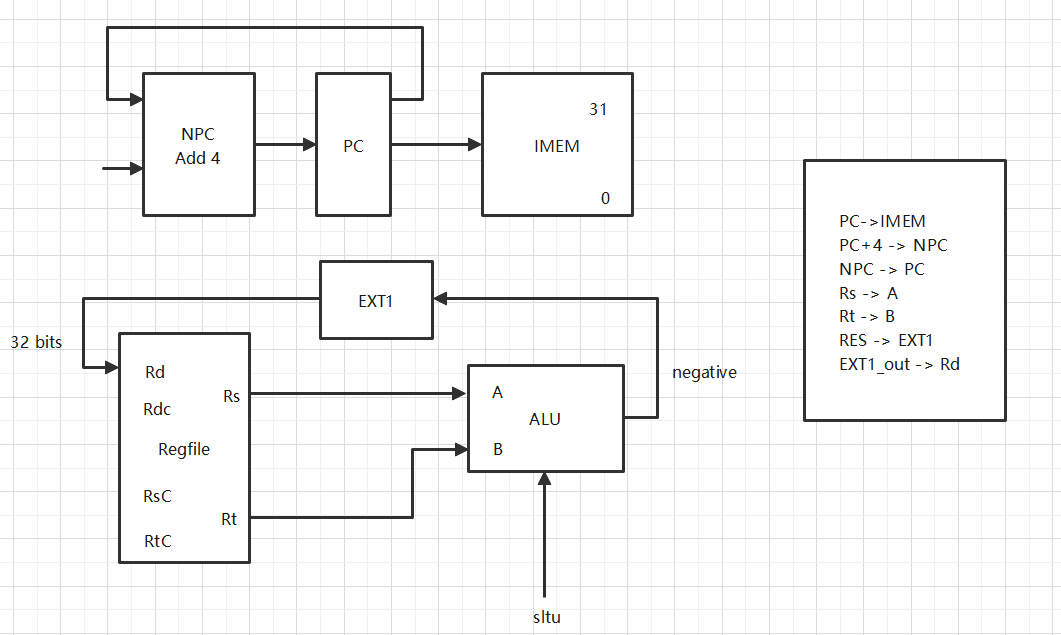 NPC
Add 4
PC
31
IMEM
0
PC->IMEM
PC+4 -> NPC
NPC -> PC
Rs -> A
Rt -> B
RES -> EXT1
EXT1_out -> Rd
EXT1
32 bits
negative
Rd
Rs
Rdc
Regfile
RsC
Rt
RtC
A
ALU
B
sltu